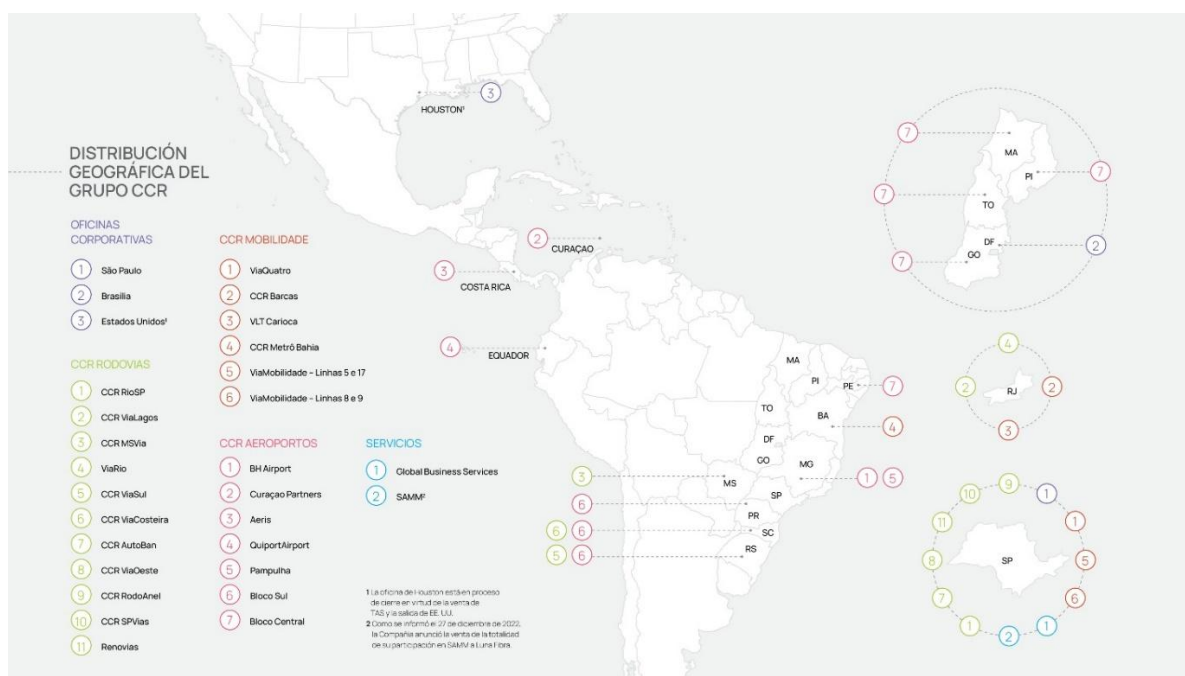 DISTRIBUCIÓN
GEOGRÁFICA DEL
GRUPO CCR
OFICINAS
CORPORATIVAS
1 São Paulo
2 Brasilia
3 Estados Unidos¹
CCR RODOVIAS
1 CCR RioSP
2 CCR ViaLagos
3 CCR MSVia
4 ViaRio
5 CCR ViaSul
6 CCR ViaCosteira
7 CCR AutoBan
8 CCR ViaOeste
9 CCR RodoAnel
10 CCR SPVias
11 Renovias
CCR MOBILIDADE
1 ViaQuatro
2 CCR Barcas
3 VLT Carioca
4 CCR Metrô Bahia
5 ViaMobilidade – Linhas 5 e 17
6 ViaMobilidade – Linhas 8 e 9
CCR AEROPORTOS
1 BH Airport
2 Curaçao Partners
3 Aeris
4 QuiportAirport
5 Pampulha
6 Bloco Sul
7 Bloco Central
SERVICIOS
1 Global Business Services
2 SAMM²
1 La oficina de Houston está en proceso
de cierre en virtud de la venta de
TAS y la salica de EE. UU.
2 Como se informó el 27 de diciembre de 2022,
la Compañía anunció la venta de la totalidad
de su participación en SAMM a Luna Fibra.
3
HOUSTON¹
2
CURAÇAO
3
COSTA RICA
4
EQUADOR
MA
PI
PE
7
TO
BA
4
DF
GO
MG
1 5
3
MS
SP
6
PR
6 6
SC
5 6
RS
7
MA
PI
7
7
TO
DF
2
7
GO
4
2
RJ
2
3
9
10
1
11
1
8
SP
5
7
6
1
2
1